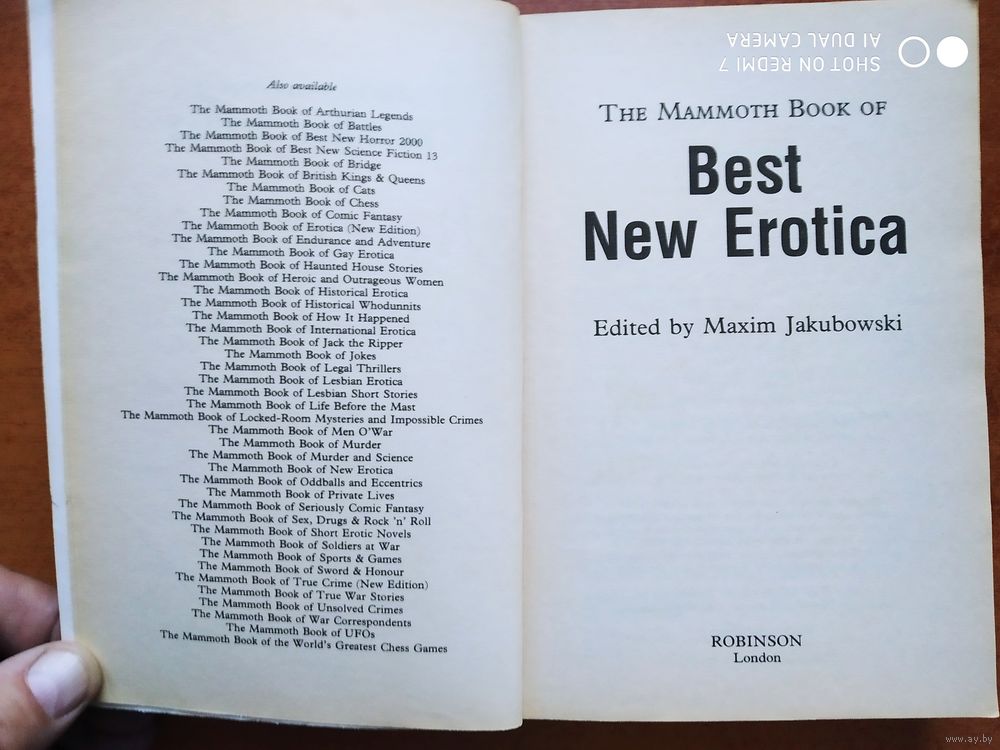 Also available
The Mammoth Book of Arthurian Legends
The Mammoth Book of Battles
The Mammoth Book of Best New Horror 2000
The Mammoth Book of Best New Science Fiction 13
The Mammoth Book of Bridge
The Mammoth Book of British Kings & Queens
The Mammoth Book of Cats
The Mammoth Book of Chess
The Mammoth Book of Comic Fantasy
The Mammoth Book of Erotica (New Edition)
The Mammoth Book of Endurance and Adventure
The Mammoth Book of Gay Erotica
The Mammoth Book of Haunted House Stories
The Mammoth Book of Heroic and Outrageous Women
The Mammoth Book of Historical Erotica
The Mammoth Book of Historical Whodunnits
The Mammoth Book of How It Happened
The Mammoth Book of International Erotica
The Mammoth Book of Jack the Ripper
The Mammoth Book of Jokes
The Mammoth Book of Legal Thrillers
The Mammoth Book of Lesbian Erotica
The Mammoth Book of Lesbian Short Stories
The Mammoth Book of Life Before the Mast
The Mammoth Book of Locked-Room Mysteries and Impossible Crimes
The Mammoth Book of Men O'War
The Mammoth Book of Murder
The Mammoth Book of Murder and Science
The Mammoth Book of New Erotica
The Mammoth Book of Oddballs and Eccentrics
The Mammoth Book of Private Lives
The Mammoth Book of Seriously Comic Fantasy
The Mammoth Book of Sex, Drugs & Rock 'n' Roll
The Mammoth Book of Short Erotic Novels
The Mammoth Book of Soldiers at War
The Mammoth Book of Sports & Games
The Mammoth Book of Sword & Honour
The Mammoth Book of True Crime (New Edition)
The Mammoth Book of True War Stories
The Mammoth Book of Unsolved Crimes
The Mammoth Book of War Correspondents
The Mammoth Book of UFOs
The Mammoth Book of the World's Greatest Chess Games
THE MAMMOTH BOOK OF
Best
New Erotica
Edited by Maxim Jakubowski
ROBINSON
London
SHOT ON REDMI 7
AI DUAL CAMERA
www.ay.by